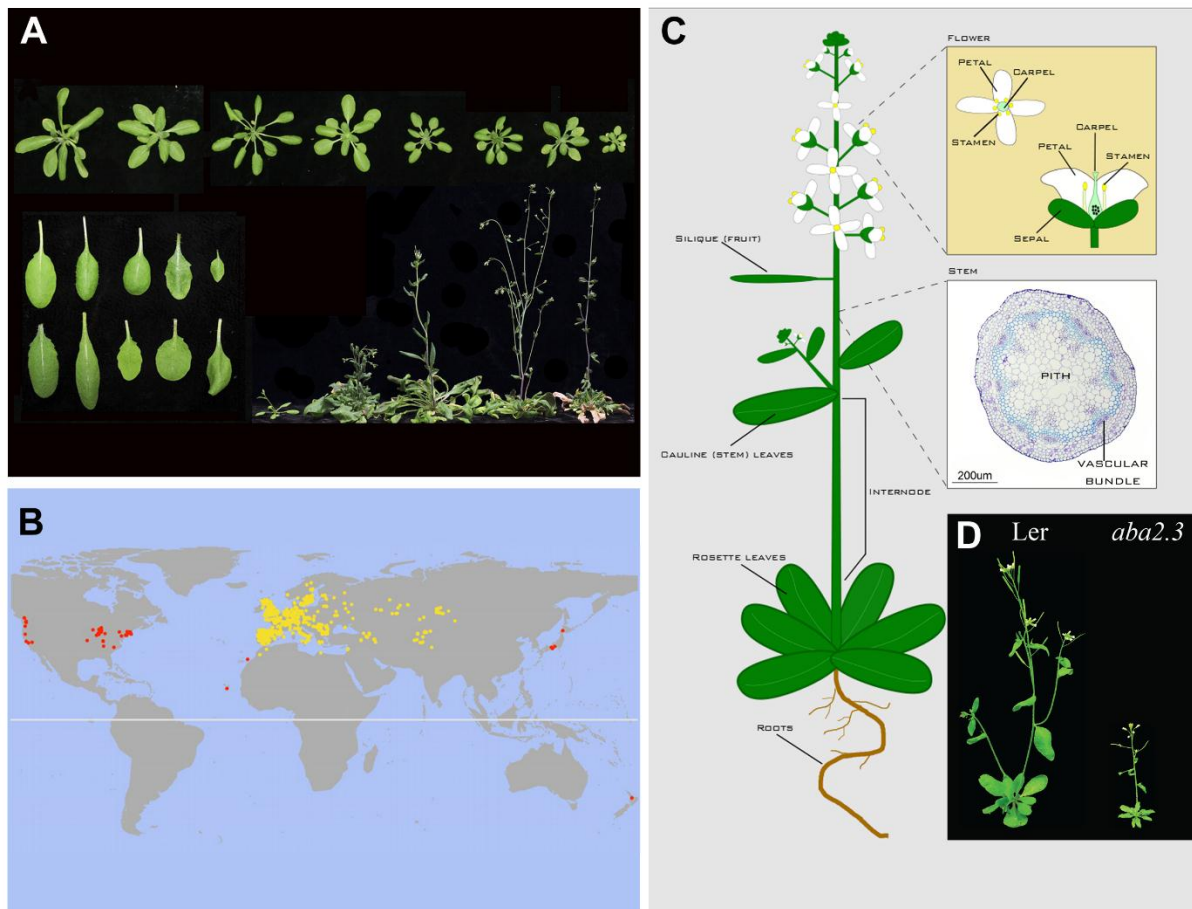 A
B
C
FLOWER
PETAL
CARPEL
STAMEN
CARPEL
PETAL
STAMEN
SEPAL
SILIQUE (FRUIT)
STEM
PITH
VASCULAR
BUNDLE
200um
CAULINE (STEM) LEAVES
INTERNODE
ROSETTE LEAVES
ROOTS
D
Ler
aba2.3